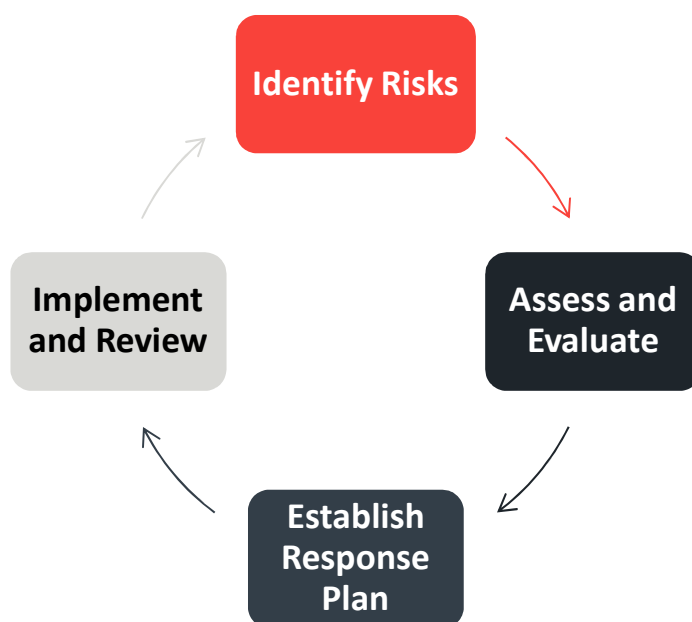 Identify Risks
Assess and
Evaluate
Establish
Response
Plan
Implement
and Review